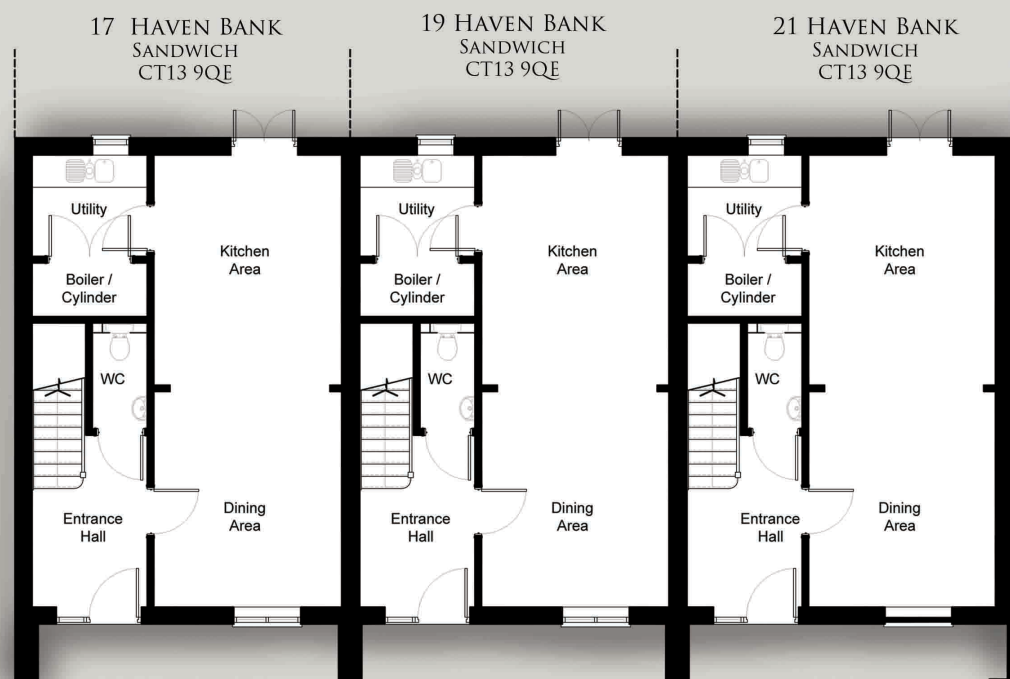 17 HAVEN BANK
SANDWICH
CT13 9QE
19 HAVEN BANK
SANDWICH
CT13 9QE
21 HAVEN BANK
SANDWICH
CT13 9QE
Utility
Boiler /
Cylinder
Kitchen
Area
WC
Entrance
Hall
Dining
Area
Utility
Boiler /
Cylinder
Kitchen
Area
WC
Entrance
Hall
Dining
Area
Utility
Boiler /
Cylinder
Kitchen
Area
WC
Entrance
Hall
Dining
Area